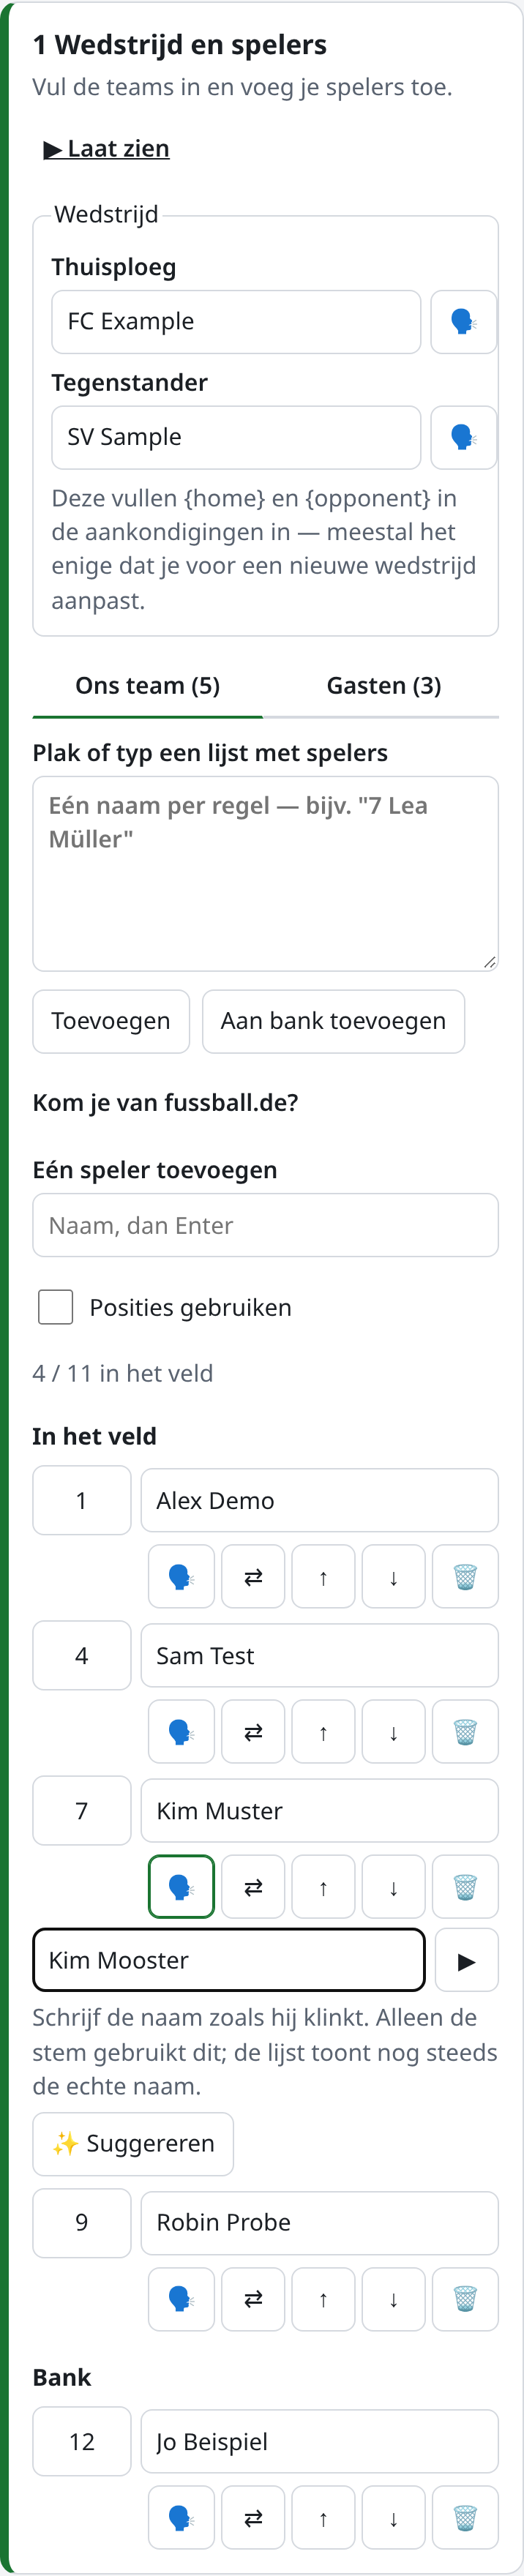 1 Wedstrijd en spelers
Vul de teams in en voeg je spelers toe.
▶ Laat zien
Wedstrijd
Thuisploeg
FC Example
Tegenstander
SV Sample
Deze vullen {home} en {opponent} in
de aankondigingen in — meestal het
enige dat je voor een nieuwe wedstrijd
aanpast.
Ons team (5) Gasten (3)
Plak of typ een lijst met spelers
Eén naam per regel — bijv. "7 Lea
Müller"
Toevoegen Aan bank toevoegen
Kom je van fussball.de?
Eén speler toevoegen
Naam, dan Enter
Posities gebruiken
4 / 11 in het veld
In het veld
1 Alex Demo
4 Sam Test
7 Kim Muster
Kim Mooster ▶
Schrijf de naam zoals hij klinkt. Alleen de
stem gebruikt dit; de lijst toont nog steeds
de echte naam.
✨ Suggereren
9 Robin Probe
Bank
12 Jo Beispiel